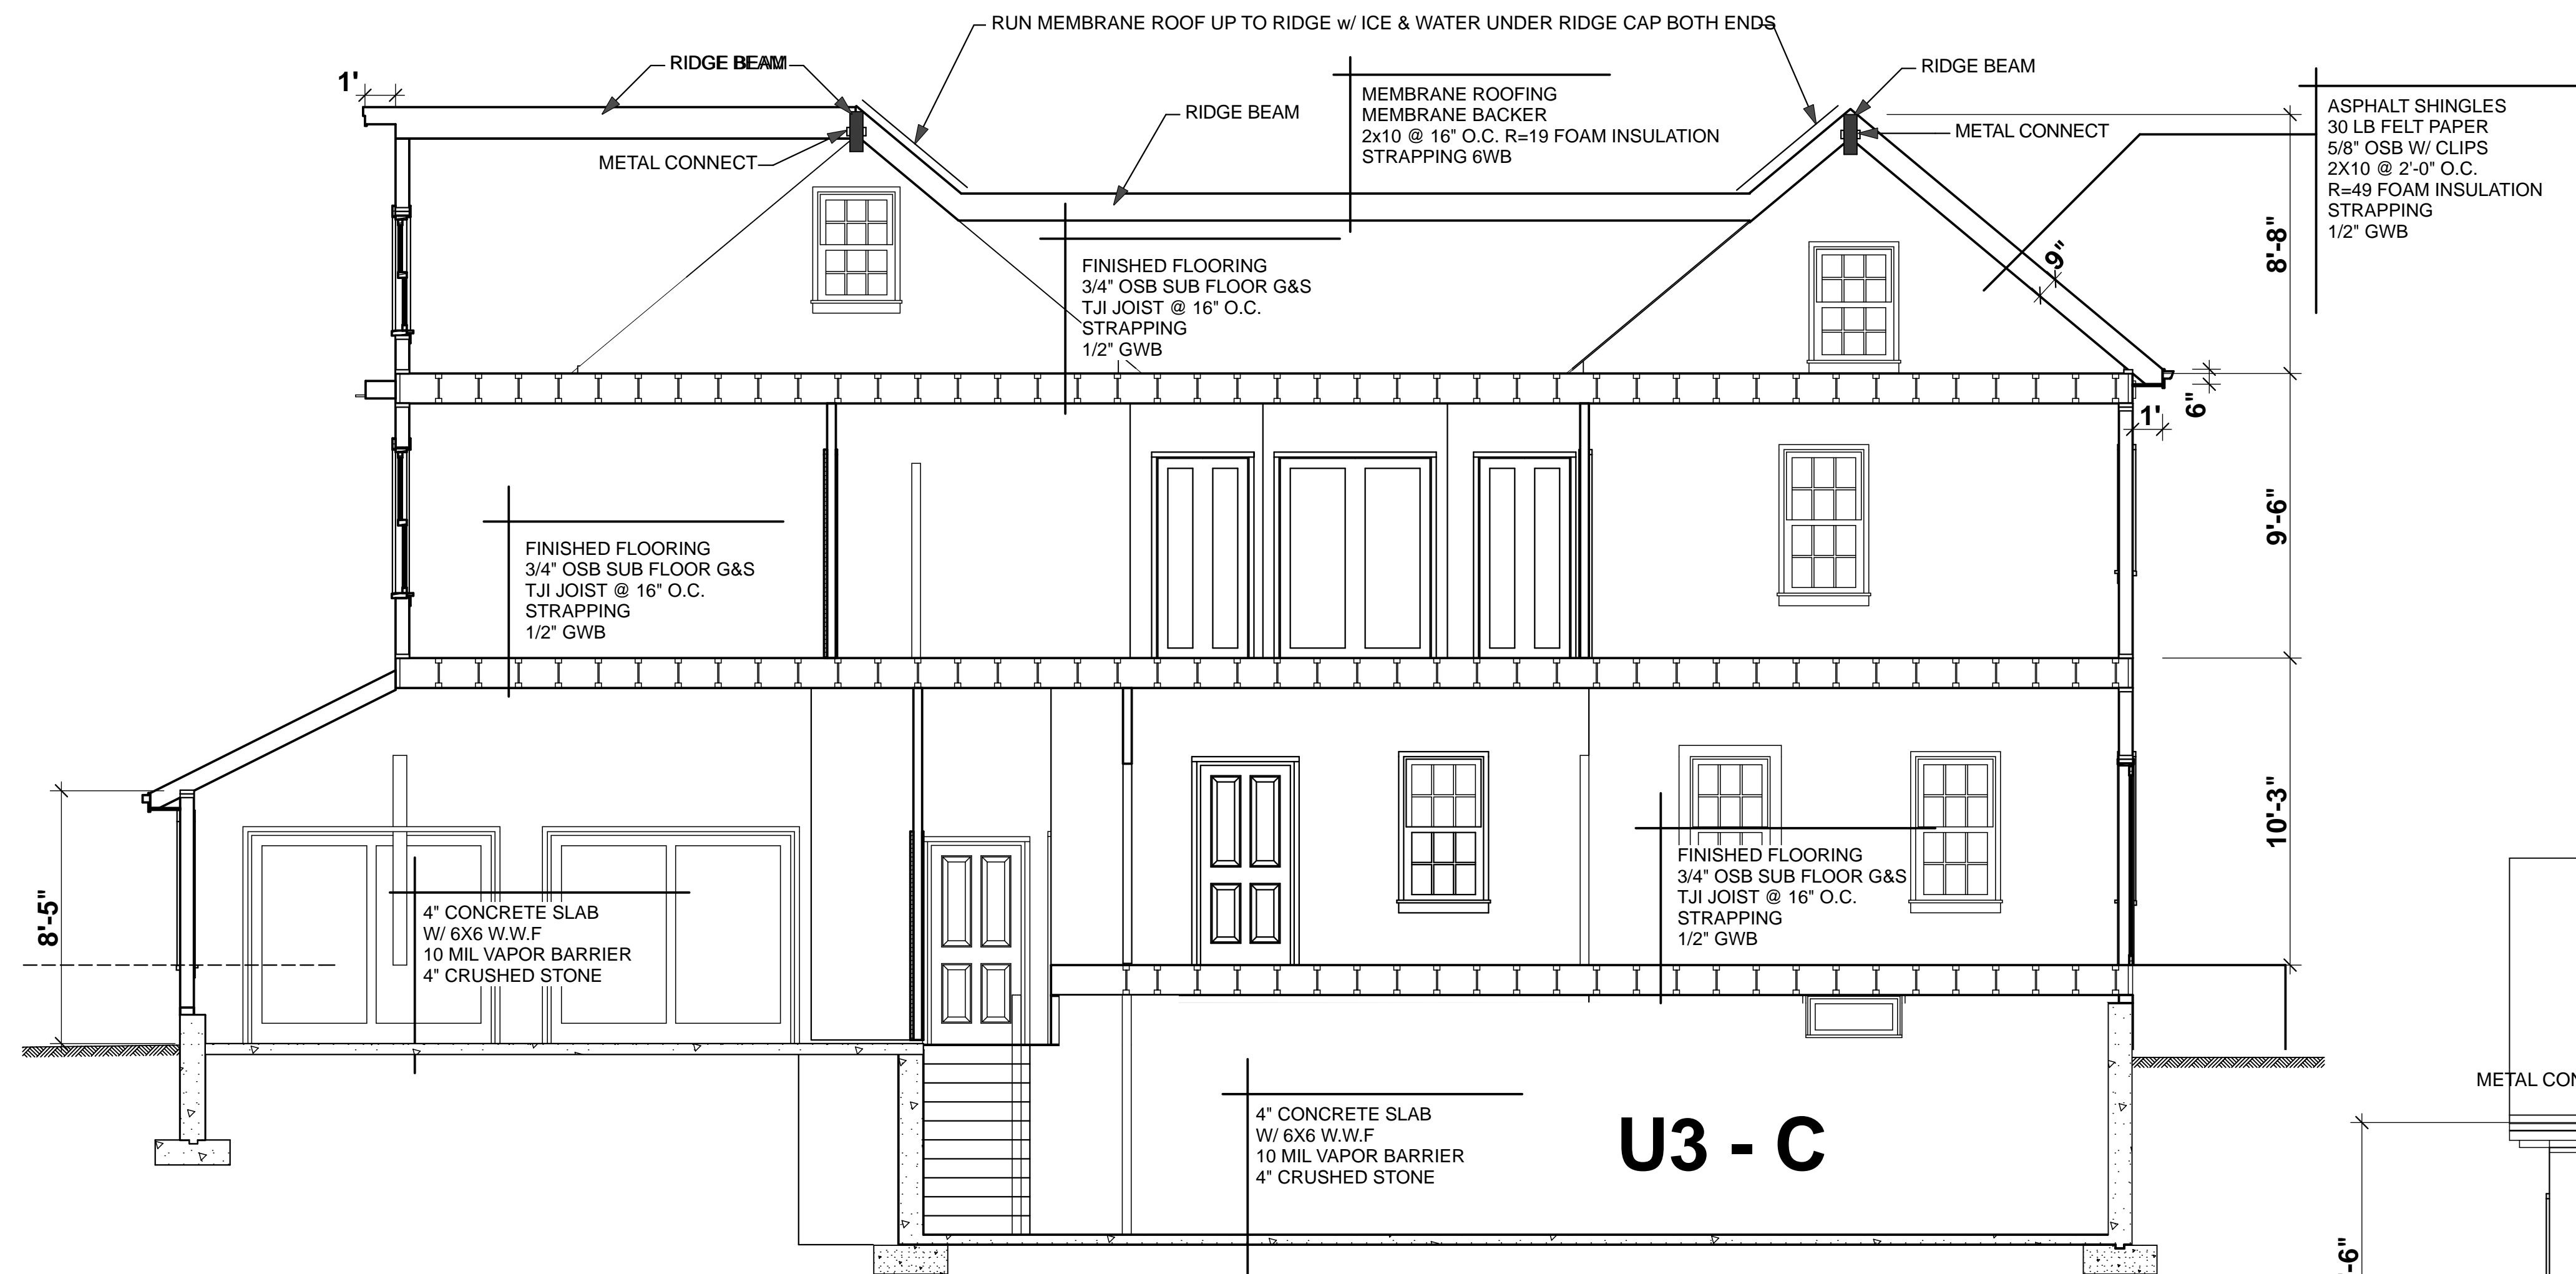 RUN MEMBRANE ROOF UP TO RIDGE w/ ICE & WATER UNDER RIDGE CAP BOTH ENDS
1'
RIDGE BEAM
METAL CONNECT
RIDGE BEAM
MEMBRANE ROOFING
MEMBRANE BACKER
2x10 @ 16" O.C. R=19 FOAM INSULATION
STRAPPING 6WB
RIDGE BEAM
METAL CONNECT
ASPHALT SHINGLES
30 LB FELT PAPER
5/8" OSB W/ CLIPS
2X10 @ 2'-0" O.C.
R=49 FOAM INSULATION
STRAPPING
1/2" GWB
8'-8"
9"
6"
1'
FINISHED FLOORING
3/4" OSB SUB FLOOR G&S
TJI JOIST @ 16" O.C.
STRAPPING
1/2" GWB
9'-6"
FINISHED FLOORING
3/4" OSB SUB FLOOR G&S
TJI JOIST @ 16" O.C.
STRAPPING
1/2" GWB
10'-3"
8'-5"
4" CONCRETE SLAB
W/ 6X6 W.W.F
10 MIL VAPOR BARRIER
4" CRUSHED STONE
FINISHED FLOORING
3/4" OSB SUB FLOOR G&S
TJI JOIST @ 16" O.C.
STRAPPING
1/2" GWB
4" CONCRETE SLAB
W/ 6X6 W.W.F
10 MIL VAPOR BARRIER
4" CRUSHED STONE
U3 - C
METAL